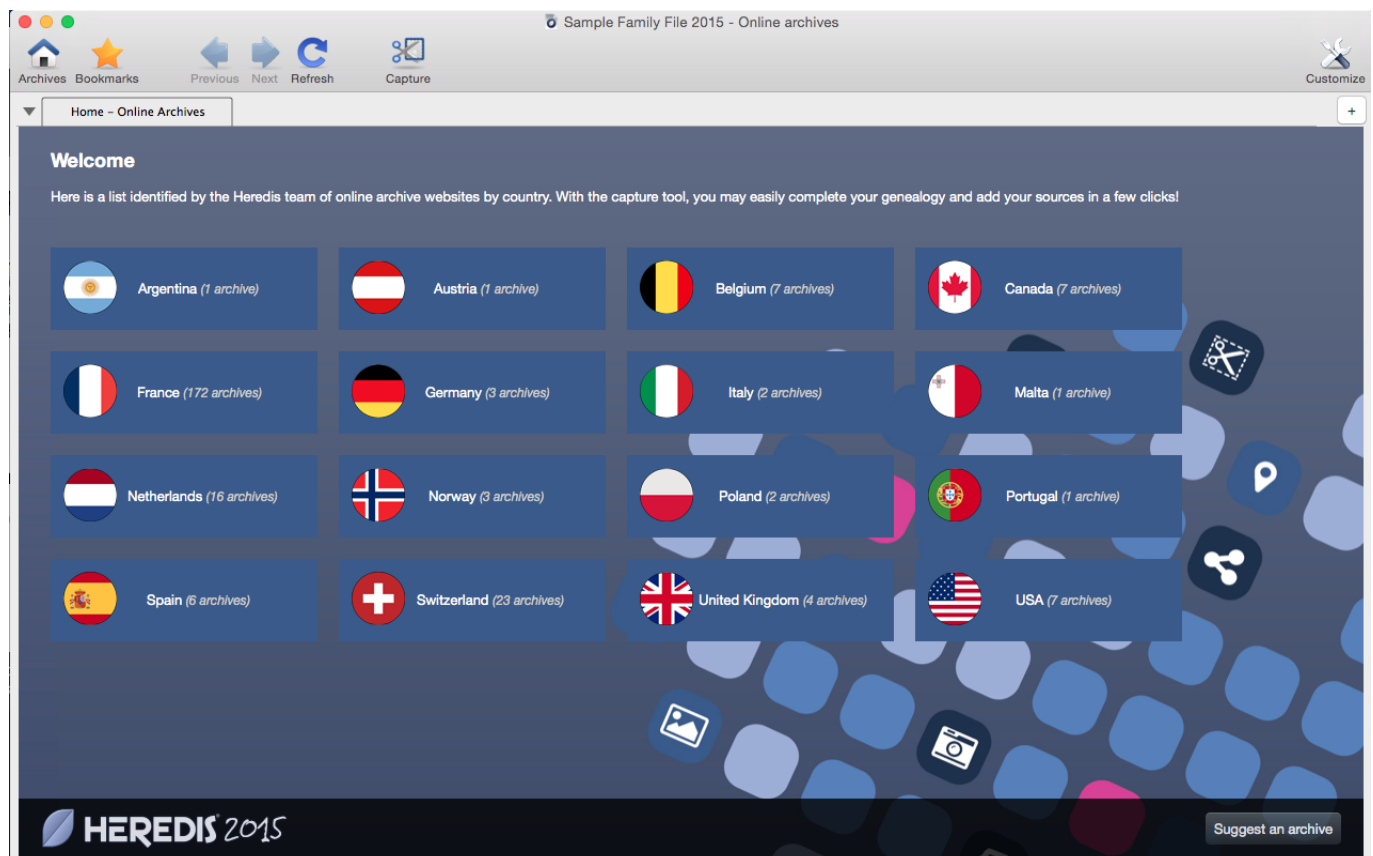 Sample Family File 2015 - Online archives
Archives Bookmarks Previous Next Refresh Capture Customize
Home – Online Archives +
Welcome
Here is a list identified by the Heredis team of online archive websites by country. With the capture tool, you may easily complete your genealogy and add your sources in a few clicks!
Argentina (1 archive) Austria (1 archive) Belgium (7 archives) Canada (7 archives)
France (172 archives) Germany (3 archives) Italy (2 archives) Malta (1 archive)
Netherlands (16 archives) Norway (3 archives) Poland (2 archives) Portugal (1 archive)
Spain (6 archives) Switzerland (23 archives) United Kingdom (4 archives) USA (7 archives)
HEREDIS 2015 Suggest an archive